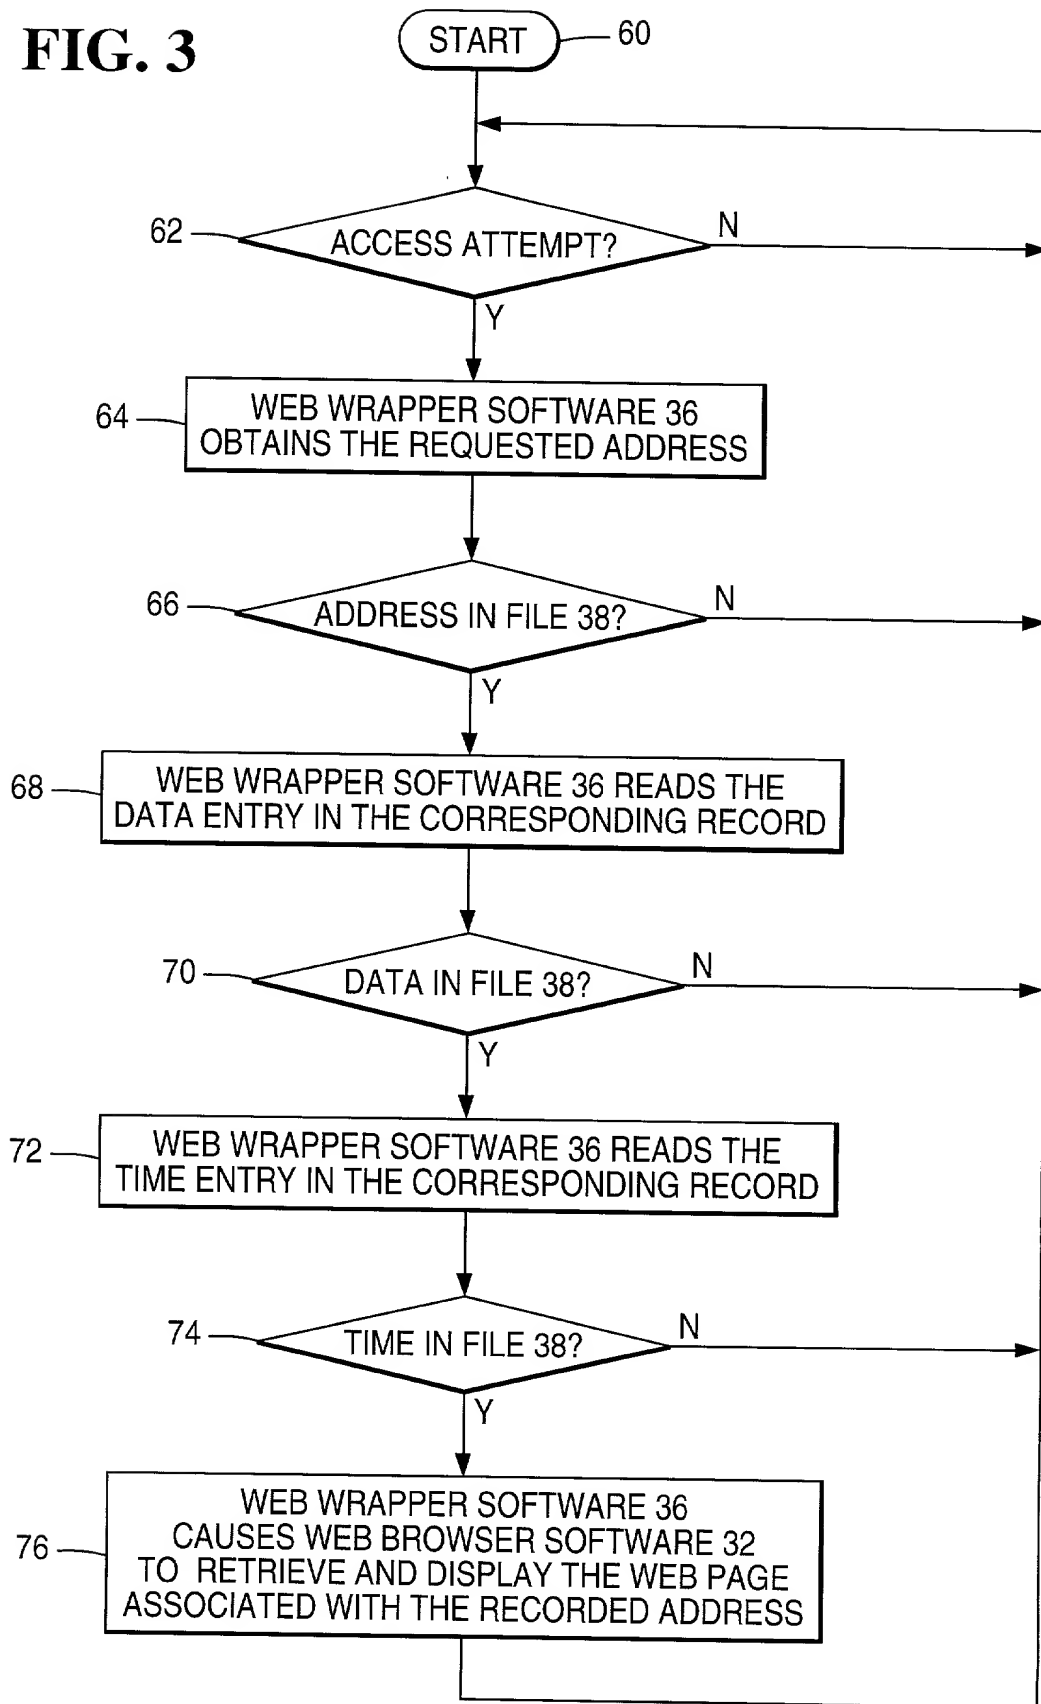 FIG. 3
START
60
62
ACCESS ATTEMPT?
N
Y
64
WEB WRAPPER SOFTWARE 36
OBTAINS THE REQUESTED ADDRESS
66
ADDRESS IN FILE 38?
N
Y
68
WEB WRAPPER SOFTWARE 36 READS THE
DATA ENTRY IN THE CORRESPONDING RECORD
70
DATA IN FILE 38?
N
Y
72
WEB WRAPPER SOFTWARE 36 READS THE
TIME ENTRY IN THE CORRESPONDING RECORD
74
TIME IN FILE 38?
N
Y
76
WEB WRAPPER SOFTWARE 36
CAUSES WEB BROWSER SOFTWARE 32
TO RETRIEVE AND DISPLAY THE WEB PAGE
ASSOCIATED WITH THE RECORDED ADDRESS